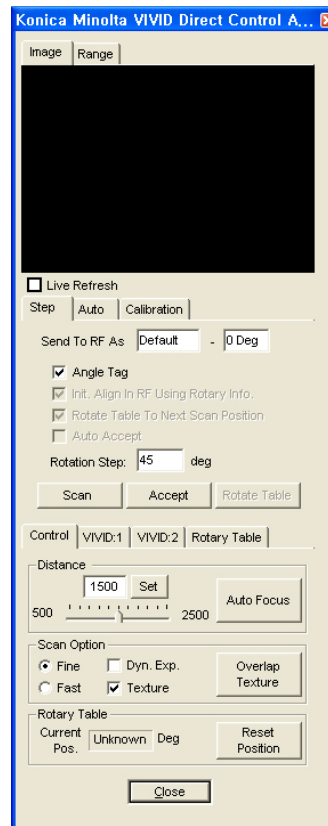 Konica Minolta VIVID Direct Control A...
Image Range
Live Refresh
Step Auto Calibration
Send To RF As Default - 0 Deg
Angle Tag
Init. Align In RF Using Rotary Info.
Rotate Table To Next Scan Position
Auto Accept
Rotation Step: 45 deg
Scan Accept Rotate Table
Control VIVID:1 VIVID:2 Rotary Table
Distance
1500 Set
500 2500
Auto Focus
Scan Option
Fine Dyn. Exp.
Fast Texture
Overlap
Texture
Rotary Table
Current
Pos. Unknown Deg
Reset
Position
Close